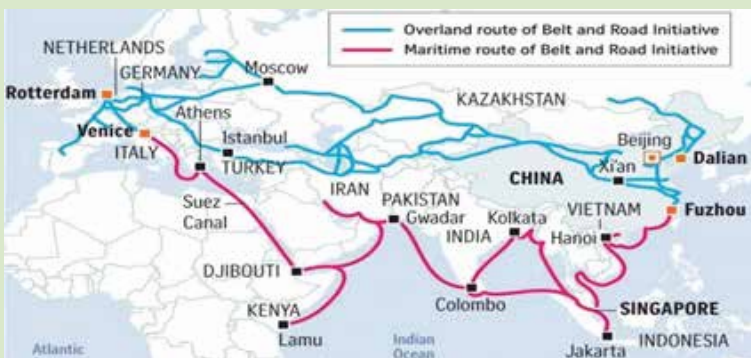 Overland route of Belt and Road Initiative
Maritime route of Belt and Road Initiative
NETHERLANDS
GERMANY
Moscow
Rotterdam
KAZAKHSTAN
Athens
Venice
Istanbul
Beijing
ITALY
TURKEY
Xi'an
Dalian
CHINA
IRAN
PAKISTAN
Suez
Canal
Gwadar
Kolkata
VIETNAM
Fuzhou
INDIA
Hanoi
DJIBOUTI
KENYA
Colombo
SINGAPORE
Lamu
Atlantic
Indian
Ocean
Jakarta
INDONESIA